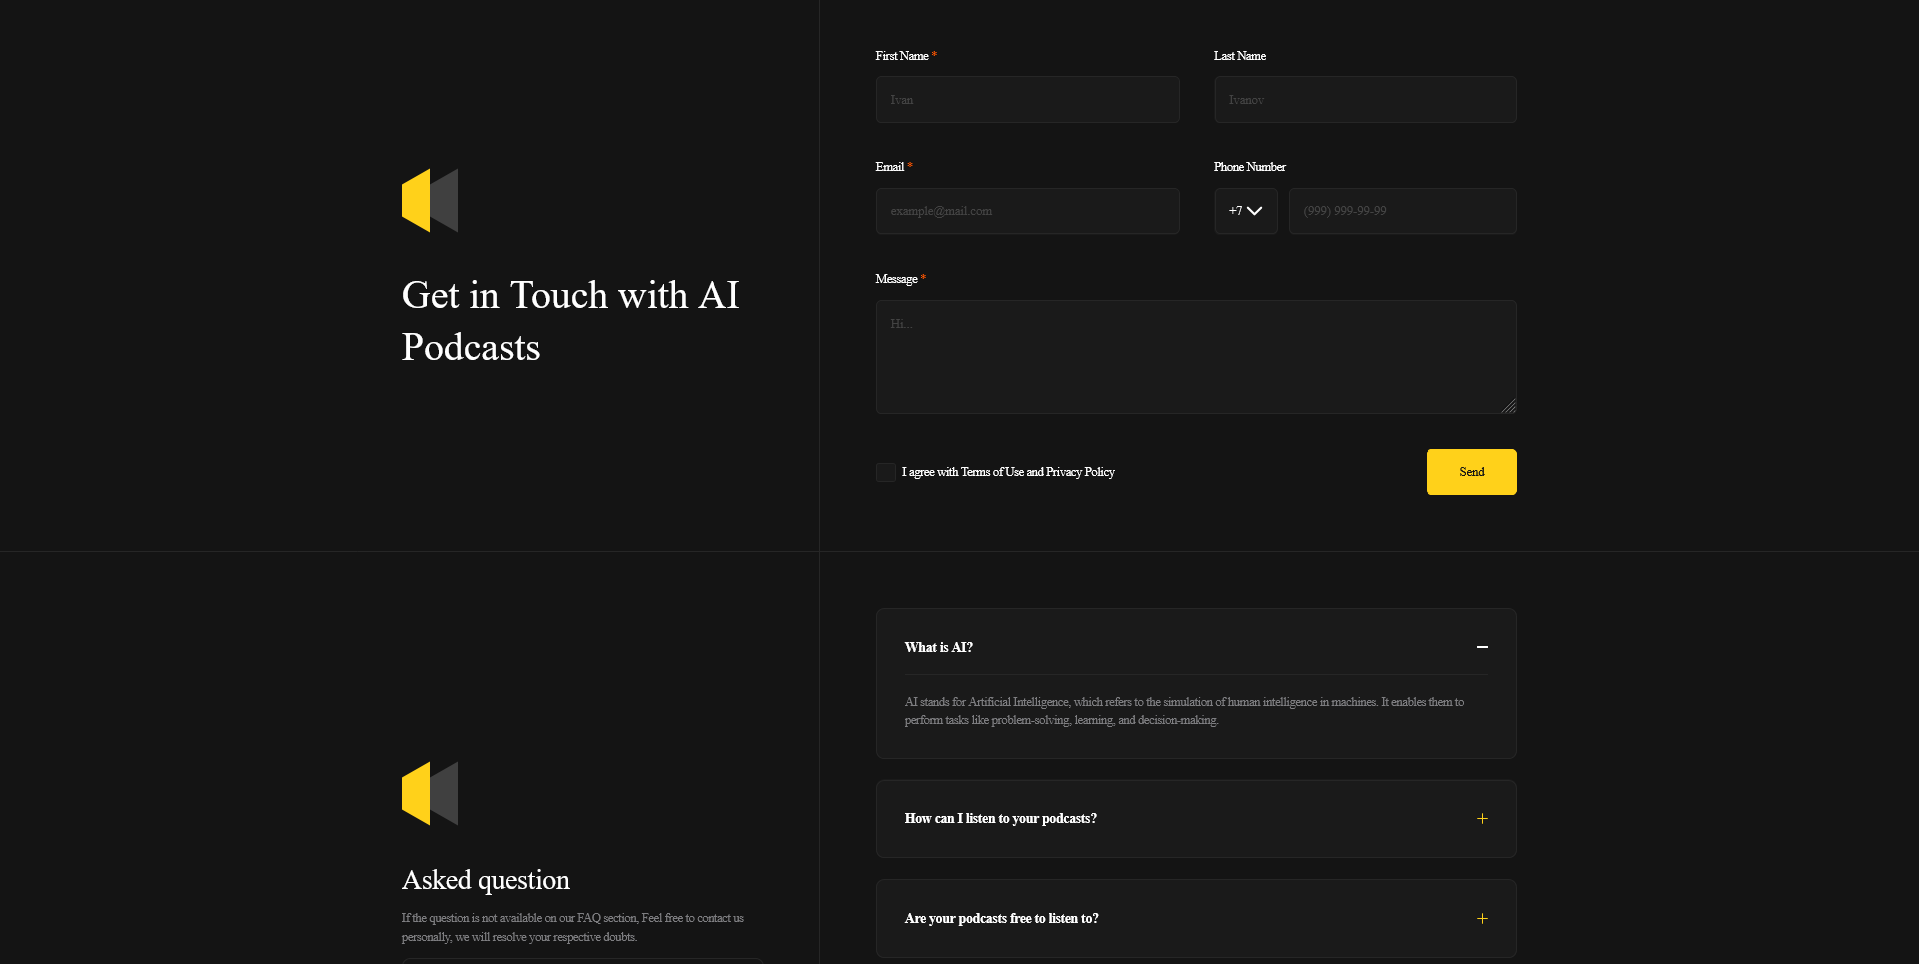 First Name *
Last Name
Ivan
Ivanov
Email *
Phone Number
example@mail.com
+7
(999) 999-99-99
Get in Touch with AI
Podcasts
Message *
Hi...
I agree with Terms of Use and Privacy Policy
Send
What is AI?
AI stands for Artificial Intelligence, which refers to the simulation of human intelligence in machines. It enables them to
perform tasks like problem-solving, learning, and decision-making.
How can I listen to your podcasts?
Asked question
If the question is not available on our FAQ section, Feel free to contact us
personally, we will resolve your respective doubts.
Are your podcasts free to listen to?